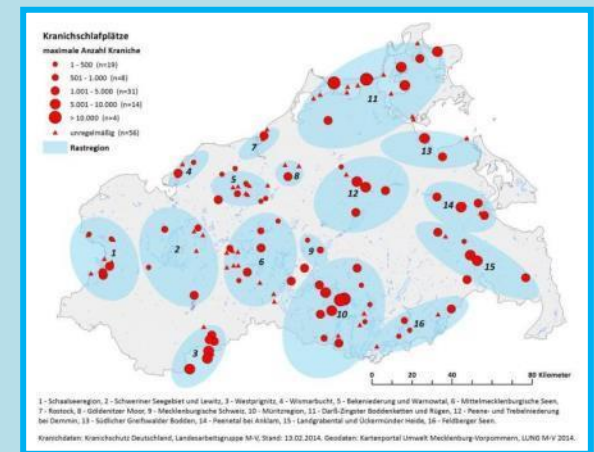 Kranichschlafplätze
maximale Anzahl Kraniche
1 - 500 (n=19)
501 - 1.000 (n=8)
1.001 - 5.000 (n=31)
5.001 - 10.000 (n=14)
> 10.000 (n=4)
unregelmäßig (n=56)
Rastregion
11
7
13
4
8
5
12
14
1
2
6
9
15
10
16
3
0 20 40 80 Kilometer
1 - Schaalseeregion, 2 - Schweriner Seegebiet und Lewitz, 3 - Westprignitz, 4 - Wismarbucht, 5 - Bekeniederung und Warnowtal, 6 - Mittelmecklenburgische Seen,
7 - Rostock, 8 - Göldenitzer Moor, 9 - Mecklenburgische Schweiz, 10 - Müritzregion, 11 - Darß-Zingster Boddenketten und Rügen, 12 - Peene- und Trebelniederung
bei Demmin, 13 - Südlicher Greifswalder Bodden, 14 - Peenetal bei Anklam, 15 - Landgrabental und Ückermünder Heide, 16 - Feldberger Seen.
Kranichdaten: Kranichschutz Deutschland, Landesarbeitsgruppe M-V, Stand: 13.02.2014. Geodaten: Kartenportal Umwelt Mecklenburg-Vorpommern, LUNG M-V 2014.